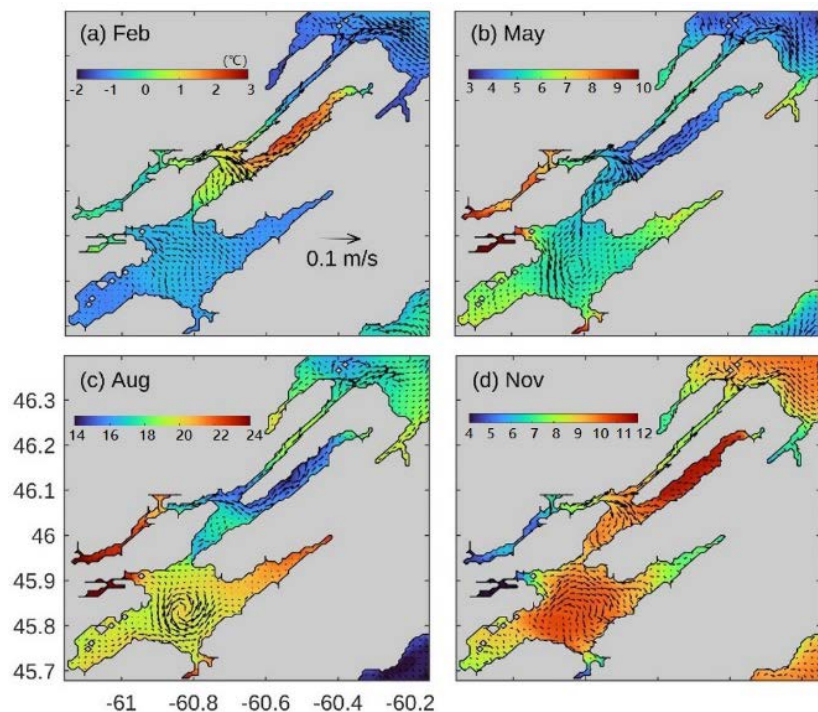 (a) Feb
(℃)
-2 -1 0 1 2 3
0.1 m/s
(b) May
3 4 5 6 7 8 9 10
(c) Aug
14 16 18 20 22 24
46.3
46.2
46.1
46
45.9
45.8
45.7
-61 -60.8 -60.6 -60.4 -60.2
(d) Nov
4 5 6 7 8 9 10 11 12